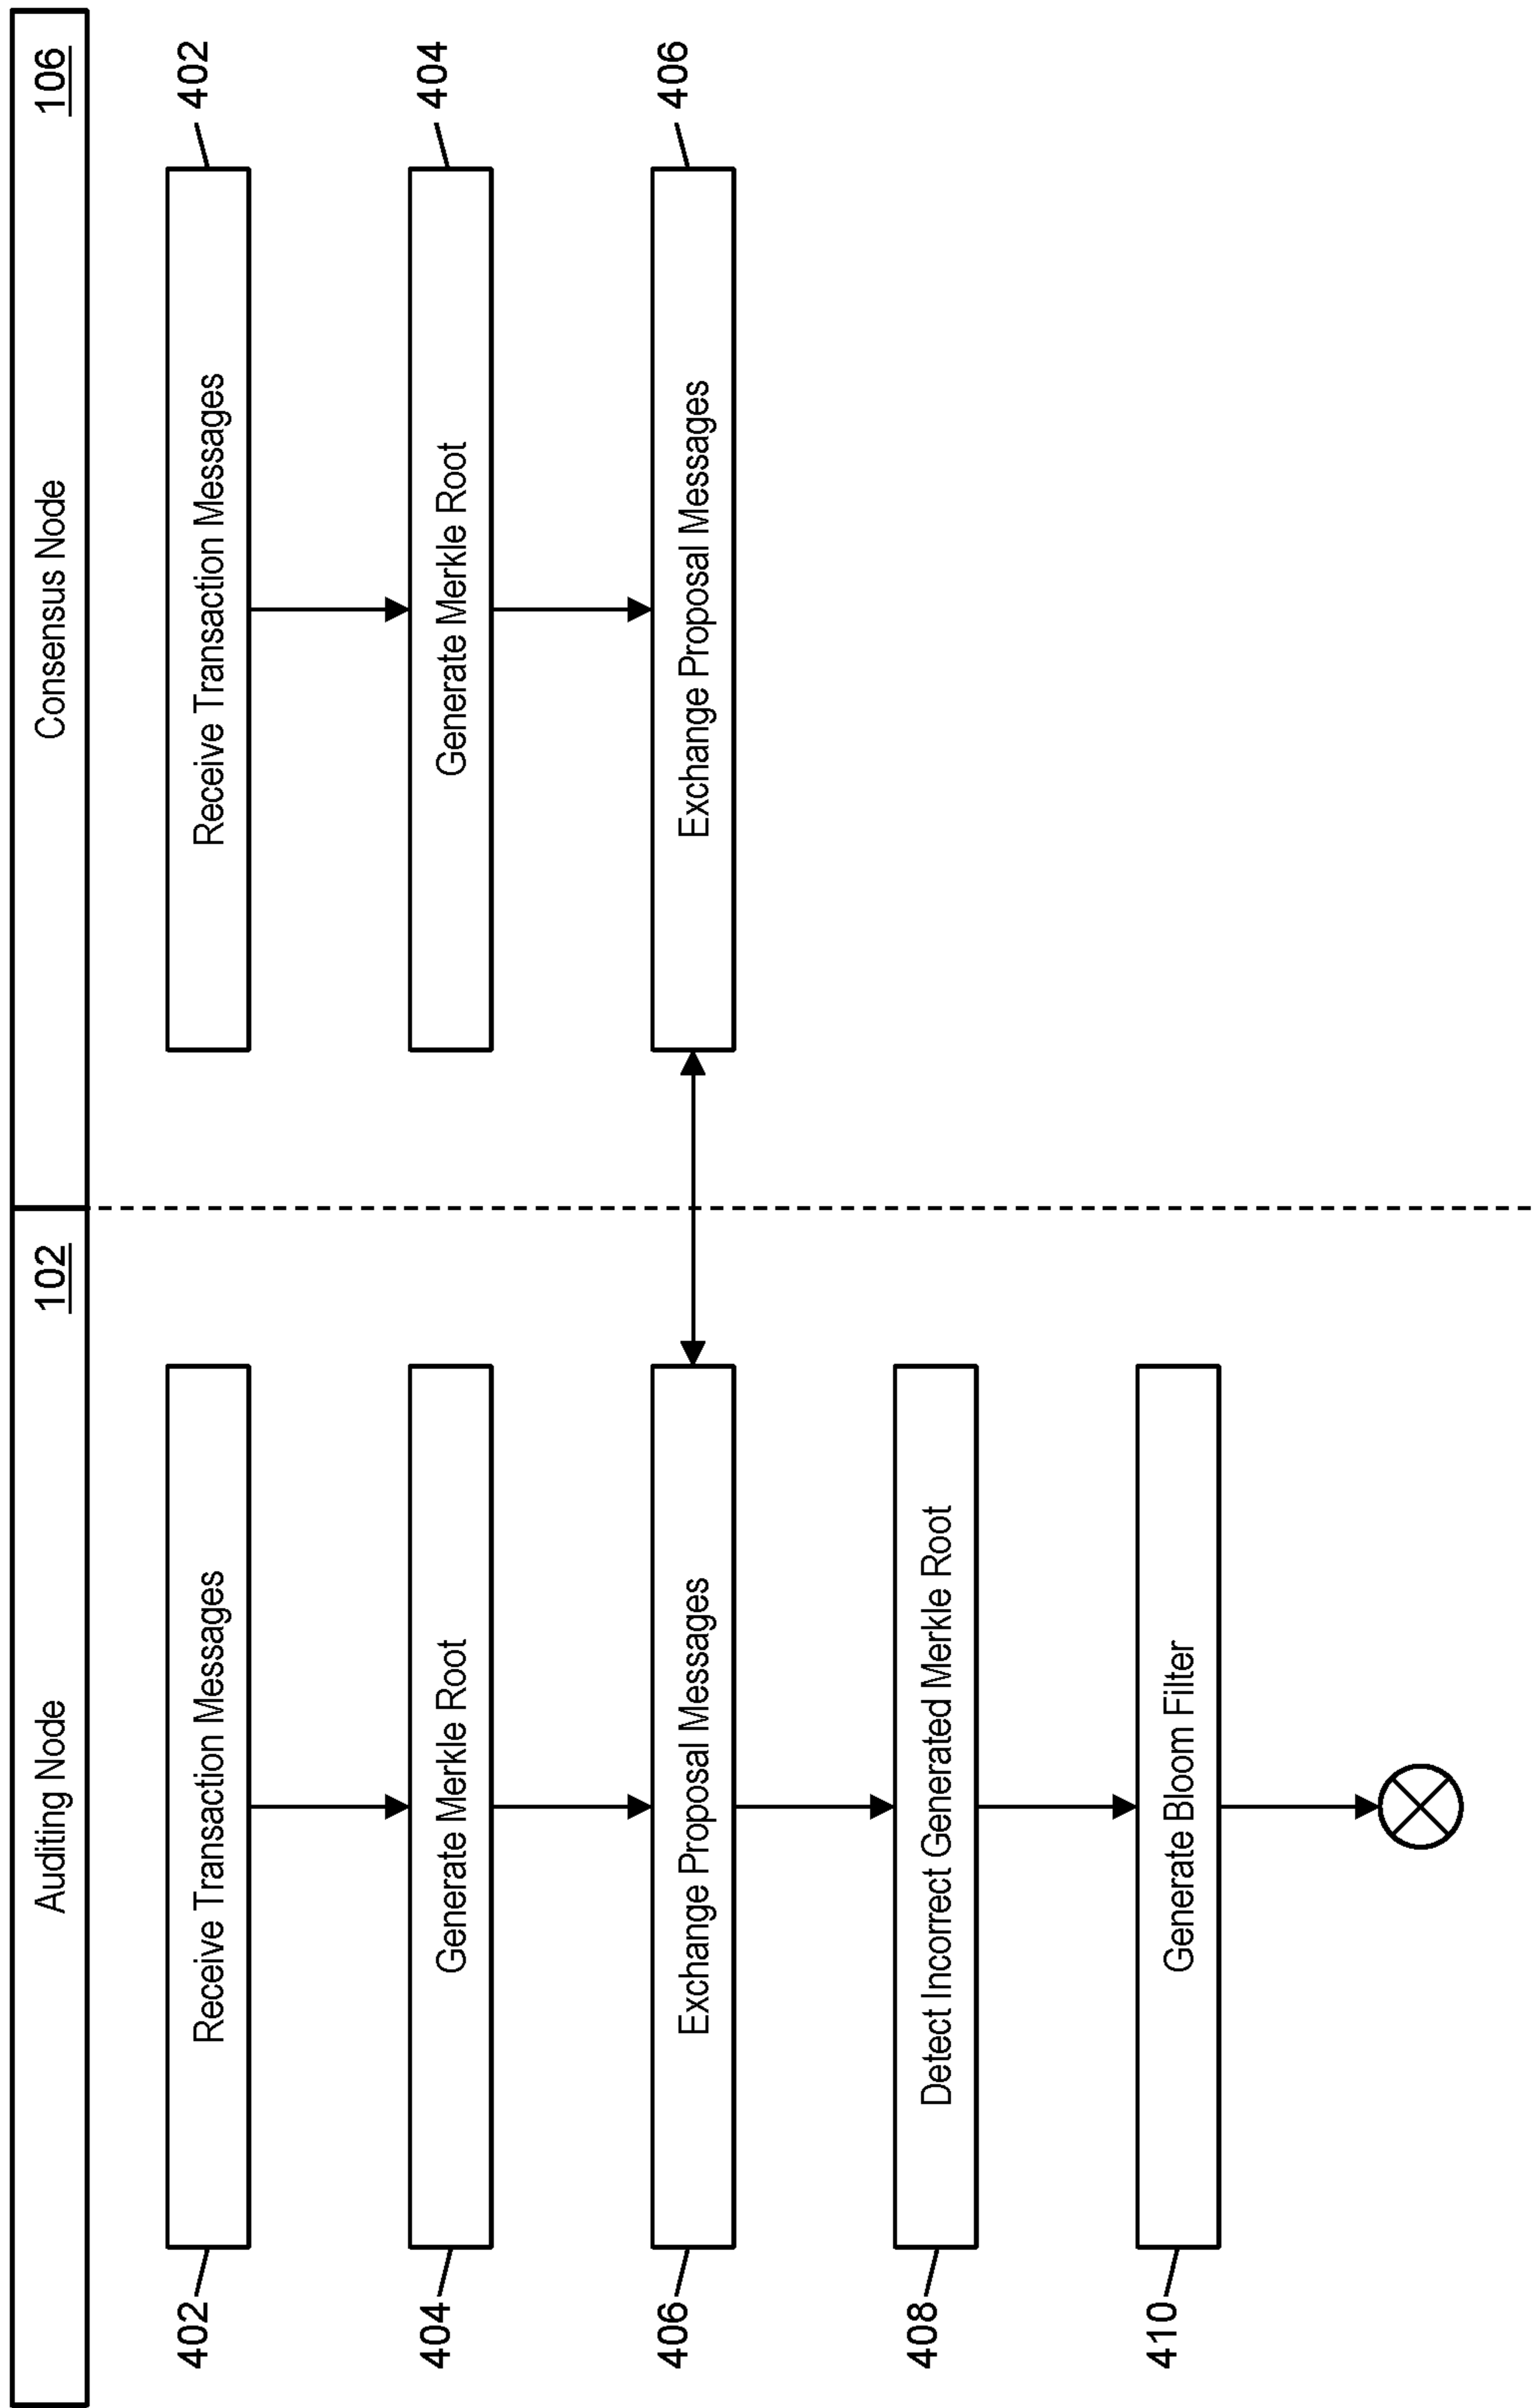 Auditing Node 102
Consensus Node 106
402 Receive Transaction Messages
Receive Transaction Messages 402
404 Generate Merkle Root
Generate Merkle Root 404
406 Exchange Proposal Messages
Exchange Proposal Messages 406
408 Detect Incorrect Generated Merkle Root
410 Generate Bloom Filter